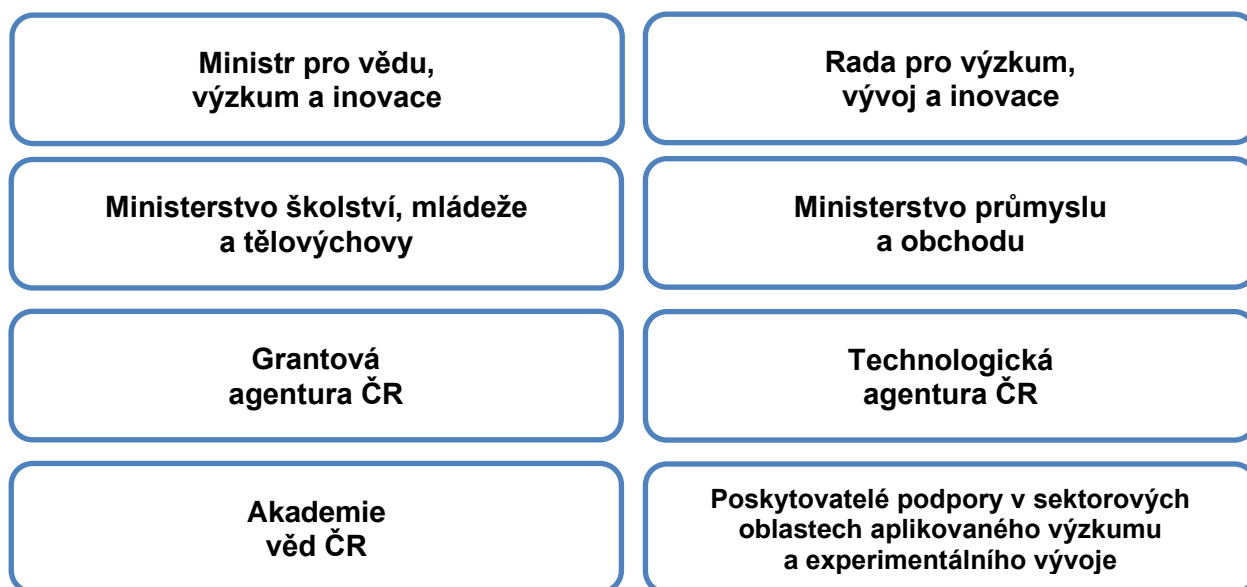 Ministr pro vědu,
výzkum a inovace
Rada pro výzkum,
vývoj a inovace
Ministerstvo školství, mládeže
a tělovýchovy
Ministerstvo průmyslu
a obchodu
Grantová
agentura ČR
Technologická
agentura ČR
Akademie
věd ČR
Poskytovatelé podpory v sektorových
oblastech aplikovaného výzkumu
a experimentálního vývoje